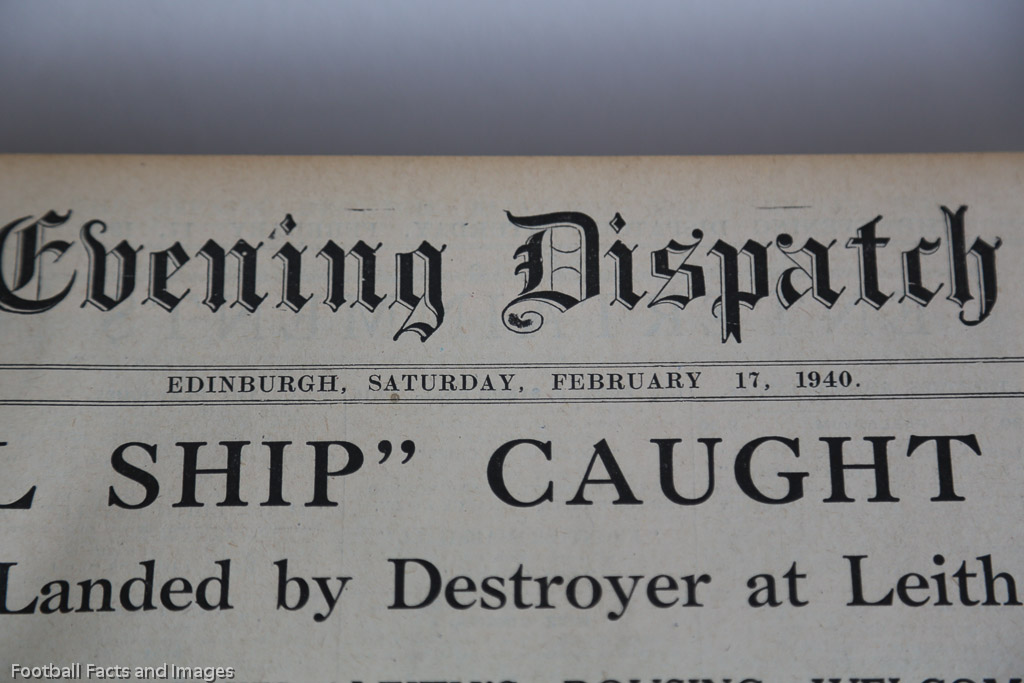 Evening Dispatch
EDINBURGH, SATURDAY, FEBRUARY 17, 1940.
L SHIP” CAUGHT
Landed by Destroyer at Leith
Football Facts and Images